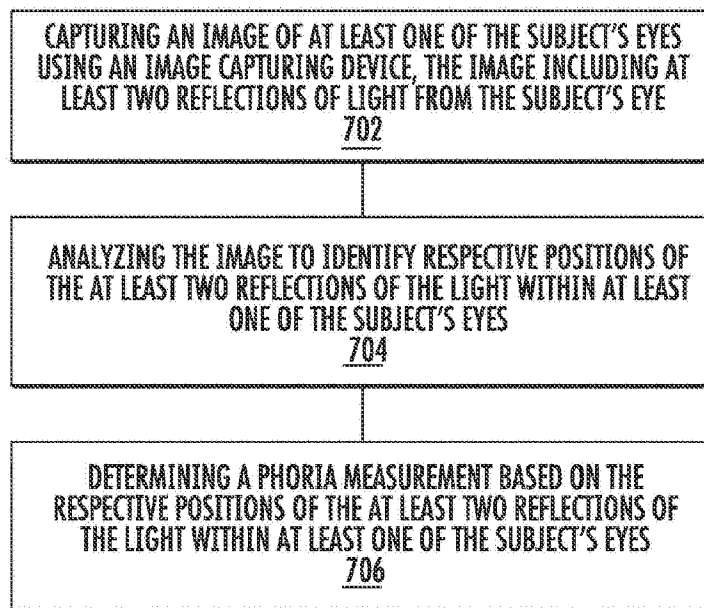 CAPTURING AN IMAGE OF AT LEAST ONE OF THE SUBJECT'S EYES
USING AN IMAGE CAPTURING DEVICE, THE IMAGE INCLUDING AT
LEAST TWO REFLECTIONS OF LIGHT FROM THE SUBJECT'S EYE
702
ANALYZING THE IMAGE TO IDENTIFY RESPECTIVE POSITIONS OF
THE AT LEAST TWO REFLECTIONS OF THE LIGHT WITHIN AT LEAST
ONE OF THE SUBJECT'S EYES
704
DETERMINING A PHORIA MEASUREMENT BASED ON THE
RESPECTIVE POSITIONS OF THE AT LEAST TWO REFLECTIONS OF
THE LIGHT WITHIN AT LEAST ONE OF THE SUBJECT'S EYES
706